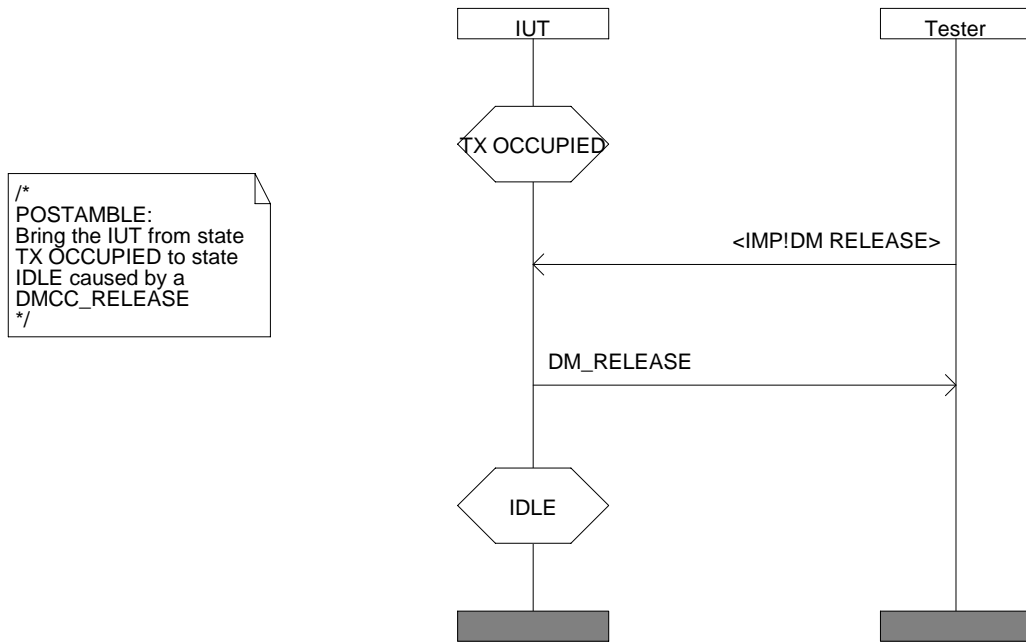 IUT
Tester
TX OCCUPIED
/*
POSTAMBLE:
Bring the IUT from state
TX OCCUPIED to state
IDLE caused by a
DMCC_RELEASE
*/
<IMP!DM RELEASE>
DM_RELEASE
IDLE